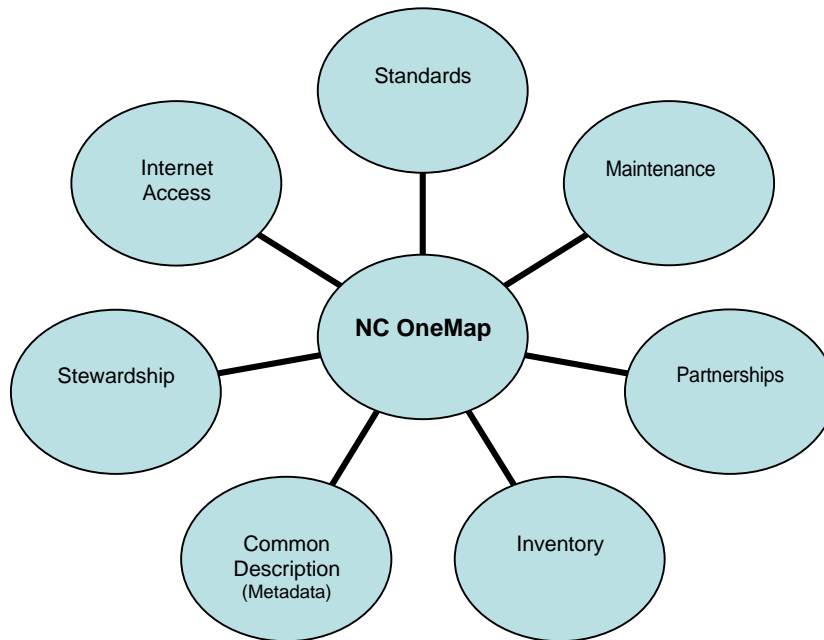 Standards
Internet
Access
Maintenance
NC OneMap
Stewardship
Partnerships
Common
Description
(Metadata)
Inventory